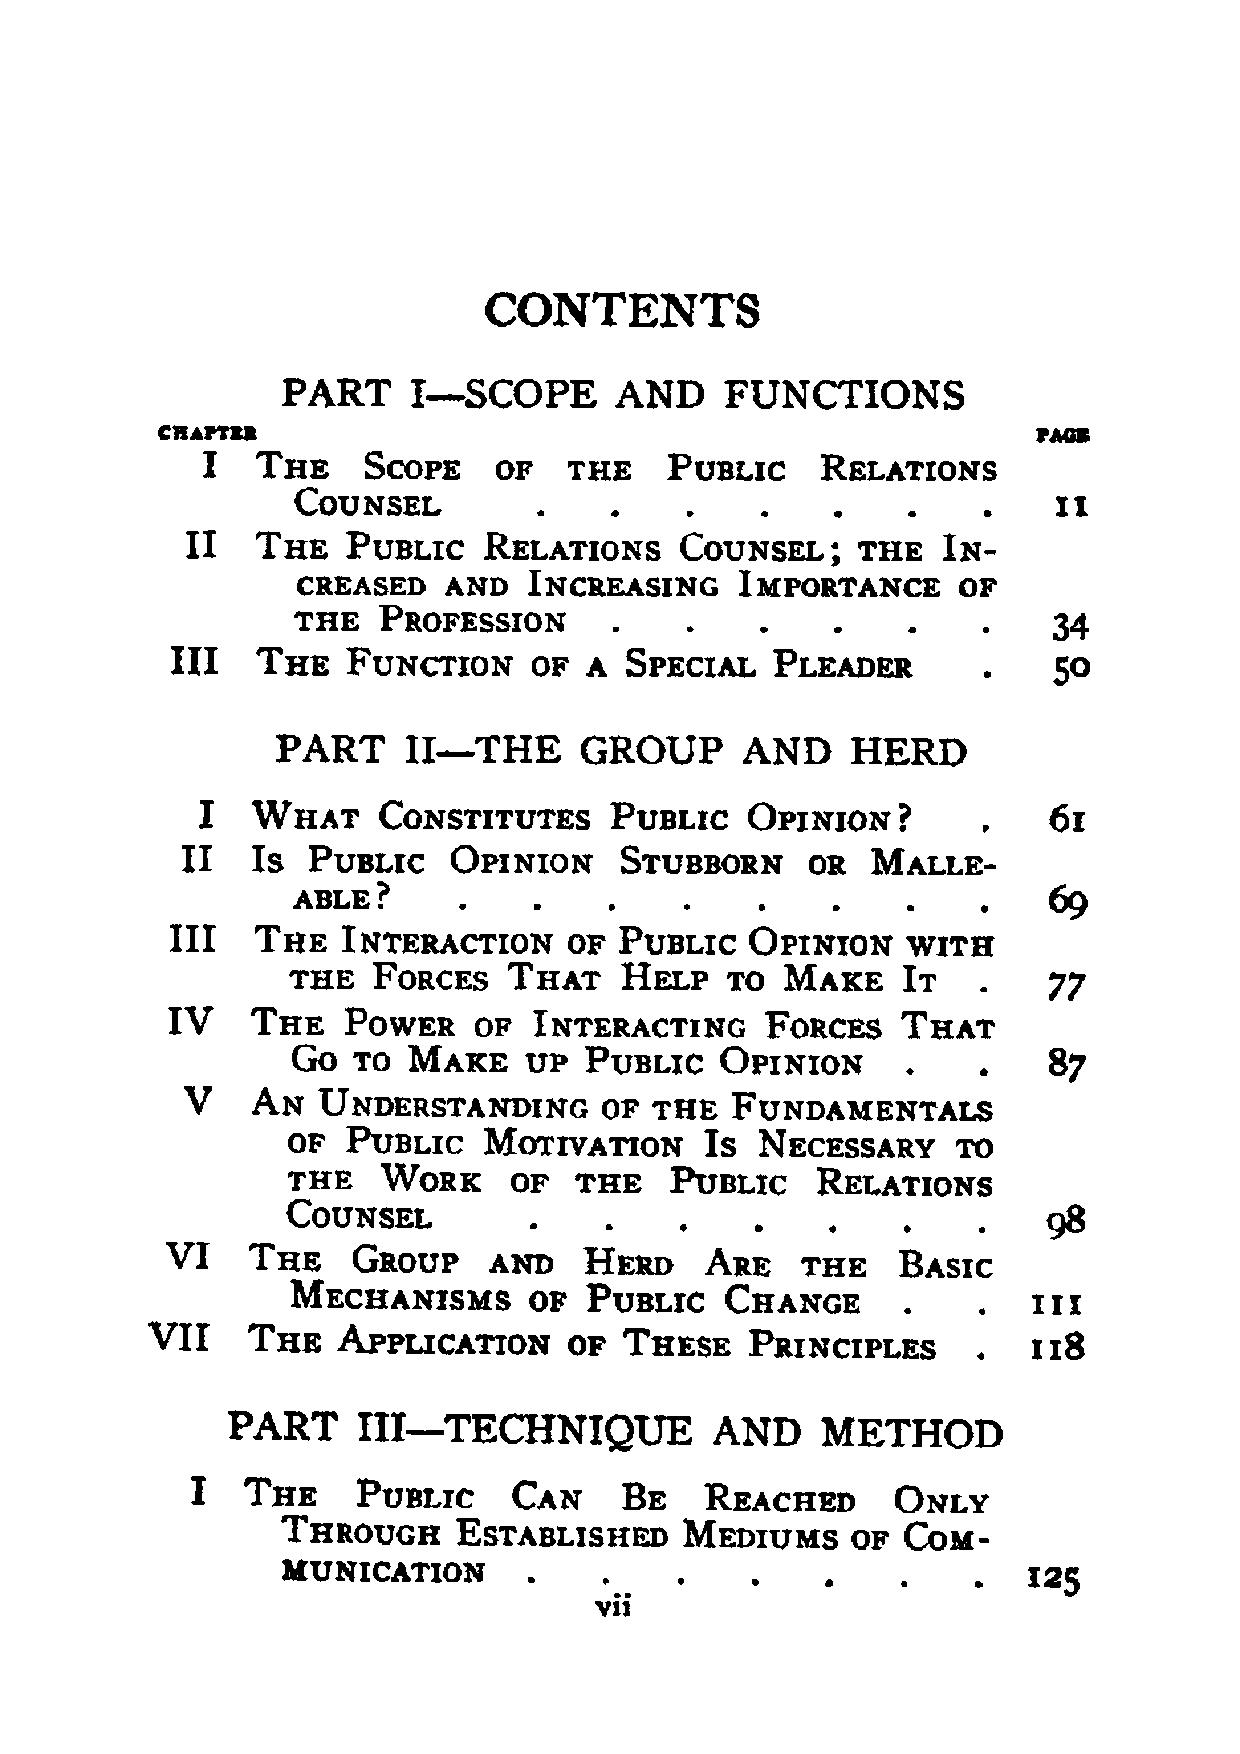 CONTENTS
PART I—SCOPE AND FUNCTIONS
CHAPTER PAGE
I THE SCOPE OF THE PUBLIC RELATIONS
COUNSEL . . . . . . . 11
II THE PUBLIC RELATIONS COUNSEL; THE IN-
CREASED AND INCREASING IMPORTANCE OF
THE PROFESSION . . . . . . 34
III THE FUNCTION OF A SPECIAL PLEADER . 50
PART II—THE GROUP AND HERD
I WHAT CONSTITUTES PUBLIC OPINION? . 61
II IS PUBLIC OPINION STUBBORN OR MALLE-
ABLE? . . . . . . . . 69
III THE INTERACTION OF PUBLIC OPINION WITH
THE FORCES THAT HELP TO MAKE IT . 77
IV THE POWER OF INTERACTING FORCES THAT
GO TO MAKE UP PUBLIC OPINION . . 87
V AN UNDERSTANDING OF THE FUNDAMENTALS
OF PUBLIC MOTIVATION IS NECESSARY TO
THE WORK OF THE PUBLIC RELATIONS
COUNSEL . . . . . . . 98
VI THE GROUP AND HERD ARE THE BASIC
MECHANISMS OF PUBLIC CHANGE . . 111
VII THE APPLICATION OF THESE PRINCIPLES . 118
PART III—TECHNIQUE AND METHOD
I THE PUBLIC CAN BE REACHED ONLY
THROUGH ESTABLISHED MEDIUMS OF COM-
MUNICATION . . . . . . . 125
vii